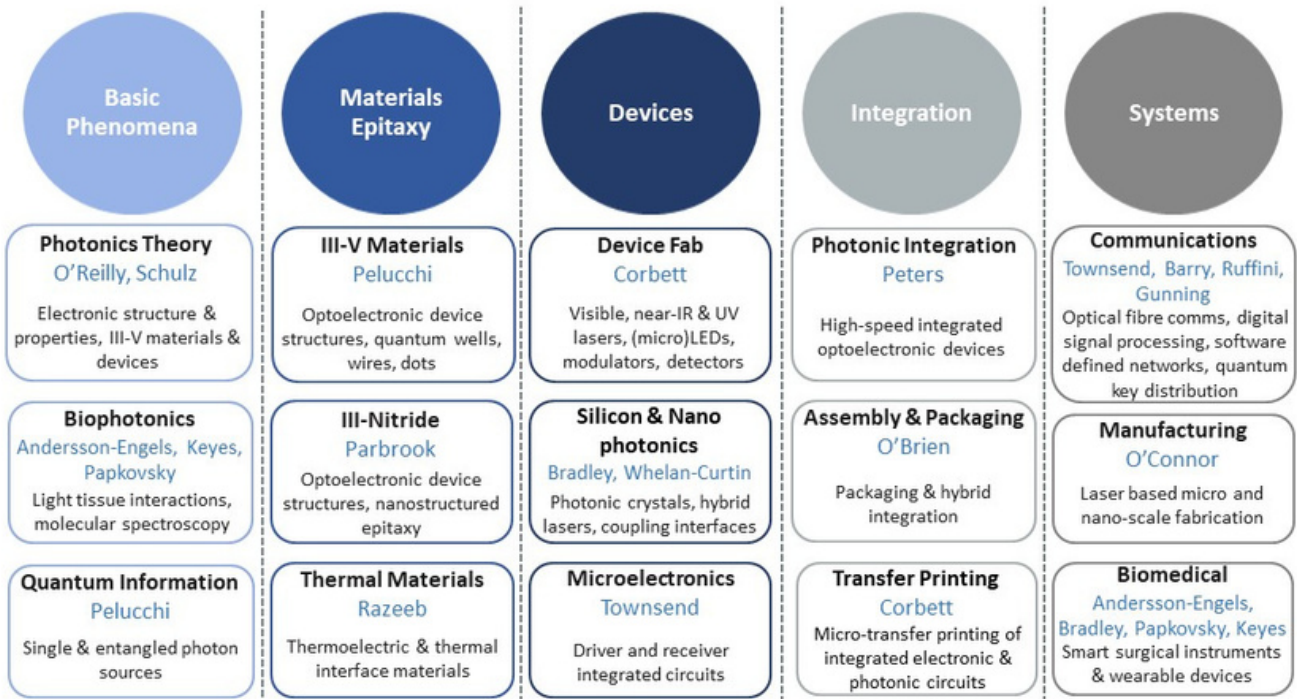 Basic
Phenomena
Materials
Epitaxy
Devices
Integration
Systems
Photonics Theory
O'Reilly, Schulz
Electronic structure &
properties, III-V materials &
devices
Biophotonics
Andersson-Engels, Keyes,
Papkovsky
Light tissue interactions,
molecular spectroscopy
Quantum Information
Pelucchi
Single & entangled photon
sources
III-V Materials
Pelucchi
Optoelectronic device
structures, quantum wells,
wires, dots
III-Nitride
Parbrook
Optoelectronic device
structures, nanostructured
epitaxy
Thermal Materials
Razeeb
Thermoelectric & thermal
interface materials
Device Fab
Corbett
Visible, near-IR & UV
lasers, (micro)LEDs,
modulators, detectors
Silicon & Nano
photonics
Bradley, Whelan-Curtin
Photonic crystals, hybrid
lasers, coupling interfaces
Microelectronics
Townsend
Driver and receiver
integrated circuits
Photonic Integration
Peters
High-speed integrated
optoelectronic devices
Assembly & Packaging
O'Brien
Packaging & hybrid
integration
Transfer Printing
Corbett
Micro-transfer printing of
integrated electronic &
photonic circuits
Communications
Townsend, Barry, Ruffini,
Gunning
Optical fibre comms, digital
signal processing, software
defined networks, quantum
key distribution
Manufacturing
O'Connor
Laser based micro and
nano-scale fabrication
Biomedical
Andersson-Engels,
Bradley, Papkovsky, Keyes
Smart surgical instruments
& wearable devices